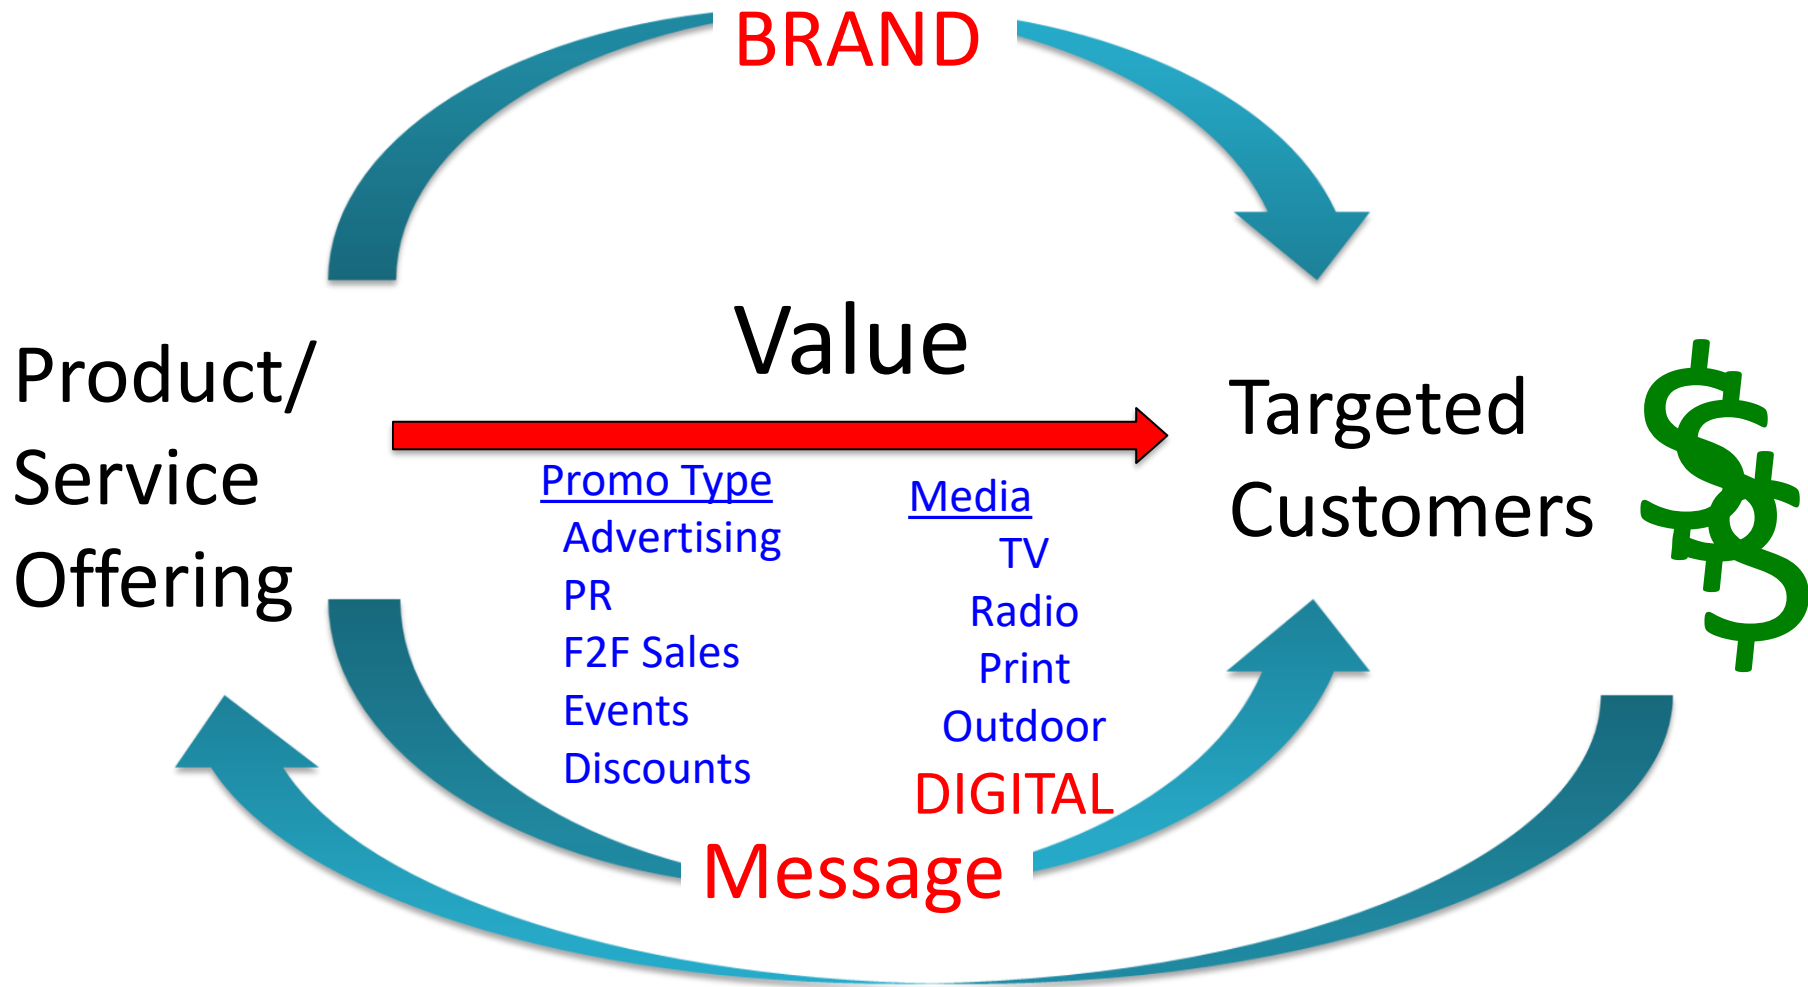 BRAND
Value
Product/
Service
Offering
Targeted
Customers
$
$
Promo Type
Advertising
PR
F2F Sales
Events
Discounts
Media
TV
Radio
Print
Outdoor
DIGITAL
Message